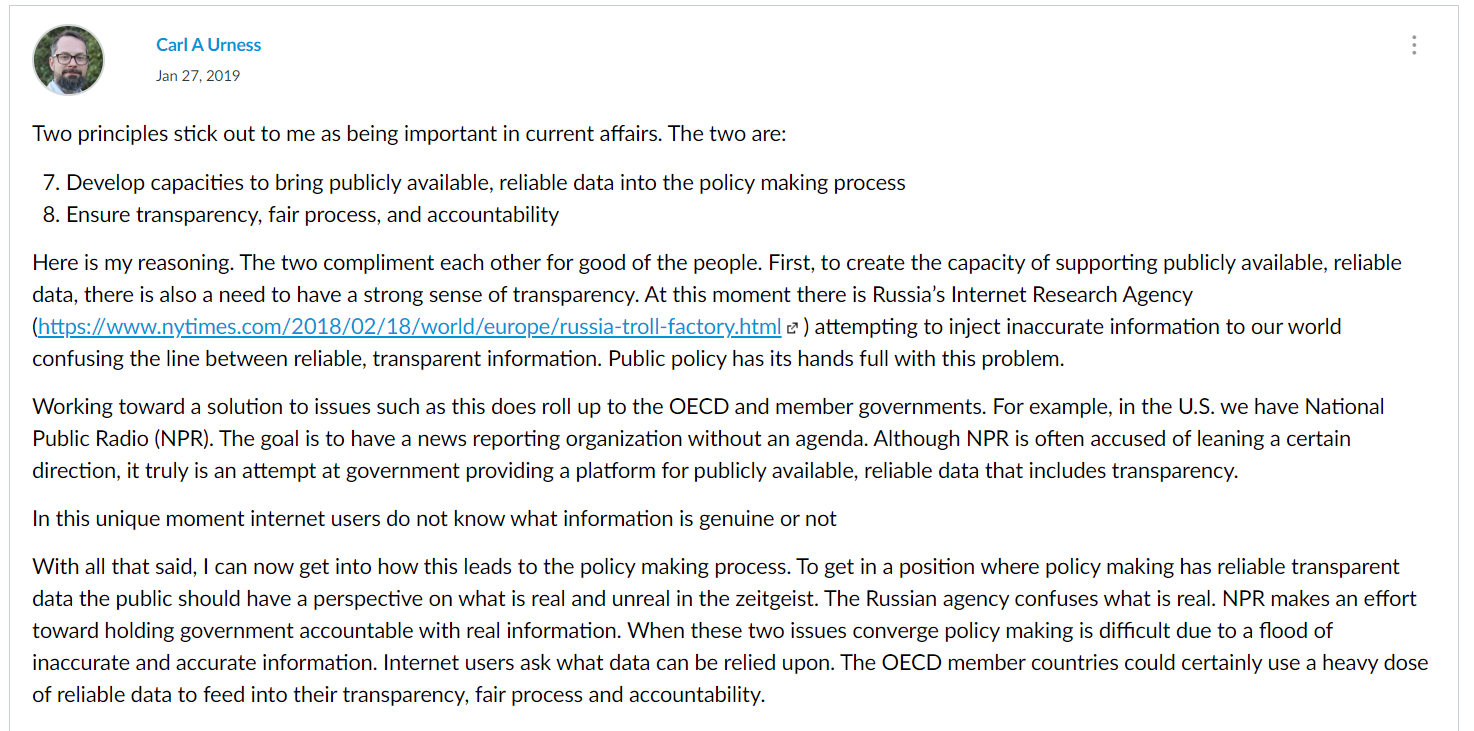 Carl A Urness
Jan 27, 2019
Two principles stick out to me as being important in current affairs. The two are:
7. Develop capacities to bring publicly available, reliable data into the policy making process
8. Ensure transparency, fair process, and accountability
Here is my reasoning. The two compliment each other for good of the people. First, to create the capacity of supporting publicly available, reliable
data, there is also a need to have a strong sense of transparency. At this moment there is Russia's Internet Research Agency
(https://www.nytimes.com/2018/02/18/world/europe/russia-troll-factory.html ) attempting to inject inaccurate information to our world
confusing the line between reliable, transparent information. Public policy has its hands full with this problem.
Working toward a solution to issues such as this does roll up to the OECD and member governments. For example, in the U.S. we have National
Public Radio (NPR). The goal is to have a news reporting organization without an agenda. Although NPR is often accused of leaning a certain
direction, it truly is an attempt at government providing a platform for publicly available, reliable data that includes transparency.
In this unique moment internet users do not know what information is genuine or not
With all that said, I can now get into how this leads to the policy making process. To get in a position where policy making has reliable transparent
data the public should have a perspective on what is real and unreal in the zeitgeist. The Russian agency confuses what is real. NPR makes an effort
toward holding government accountable with real information. When these two issues converge policy making is difficult due to a flood of
inaccurate and accurate information. Internet users ask what data can be relied upon. The OECD member countries could certainly use a heavy dose
of reliable data to feed into their transparency, fair process and accountability.